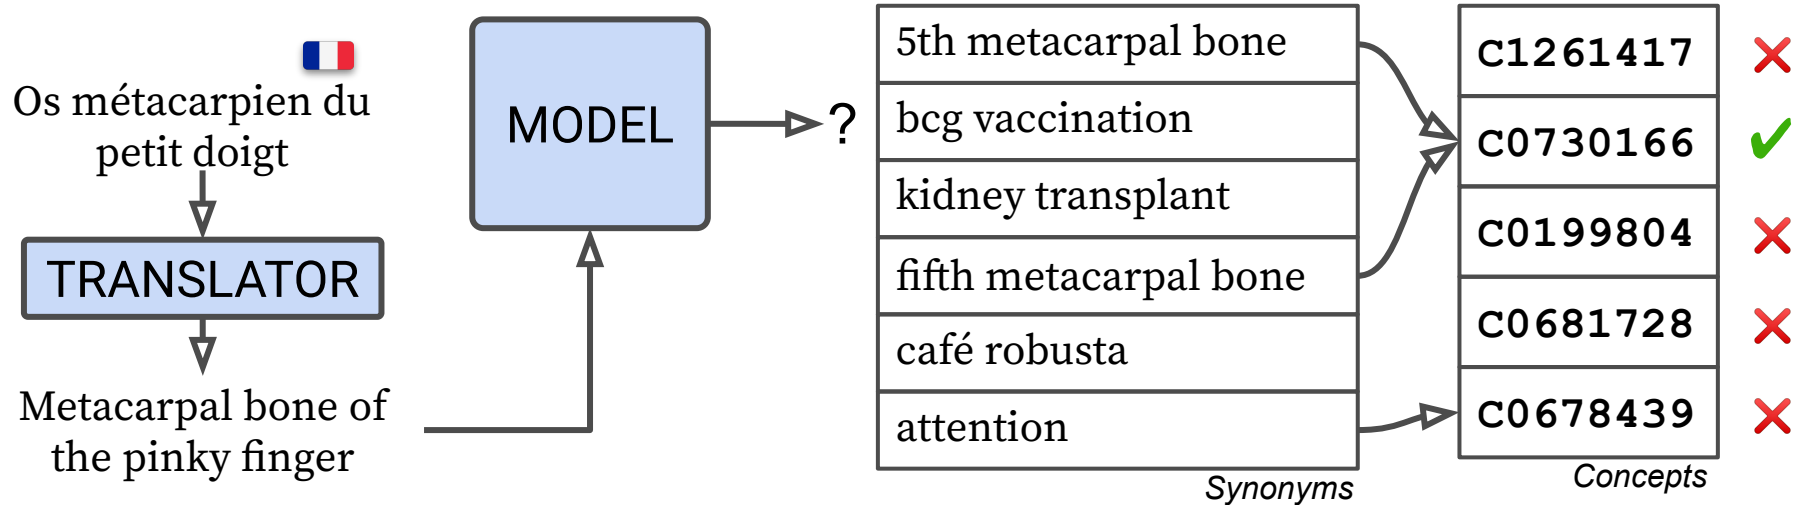 Os métacarpien du
petit doigt
TRANSLATOR
Metacarpal bone of
the pinky finger
MODEL
?
5th metacarpal bone
bcg vaccination
kidney transplant
fifth metacarpal bone
café robusta
attention
Synonyms
C1261417
C0730166
C0199804
C0681728
C0678439
Concepts